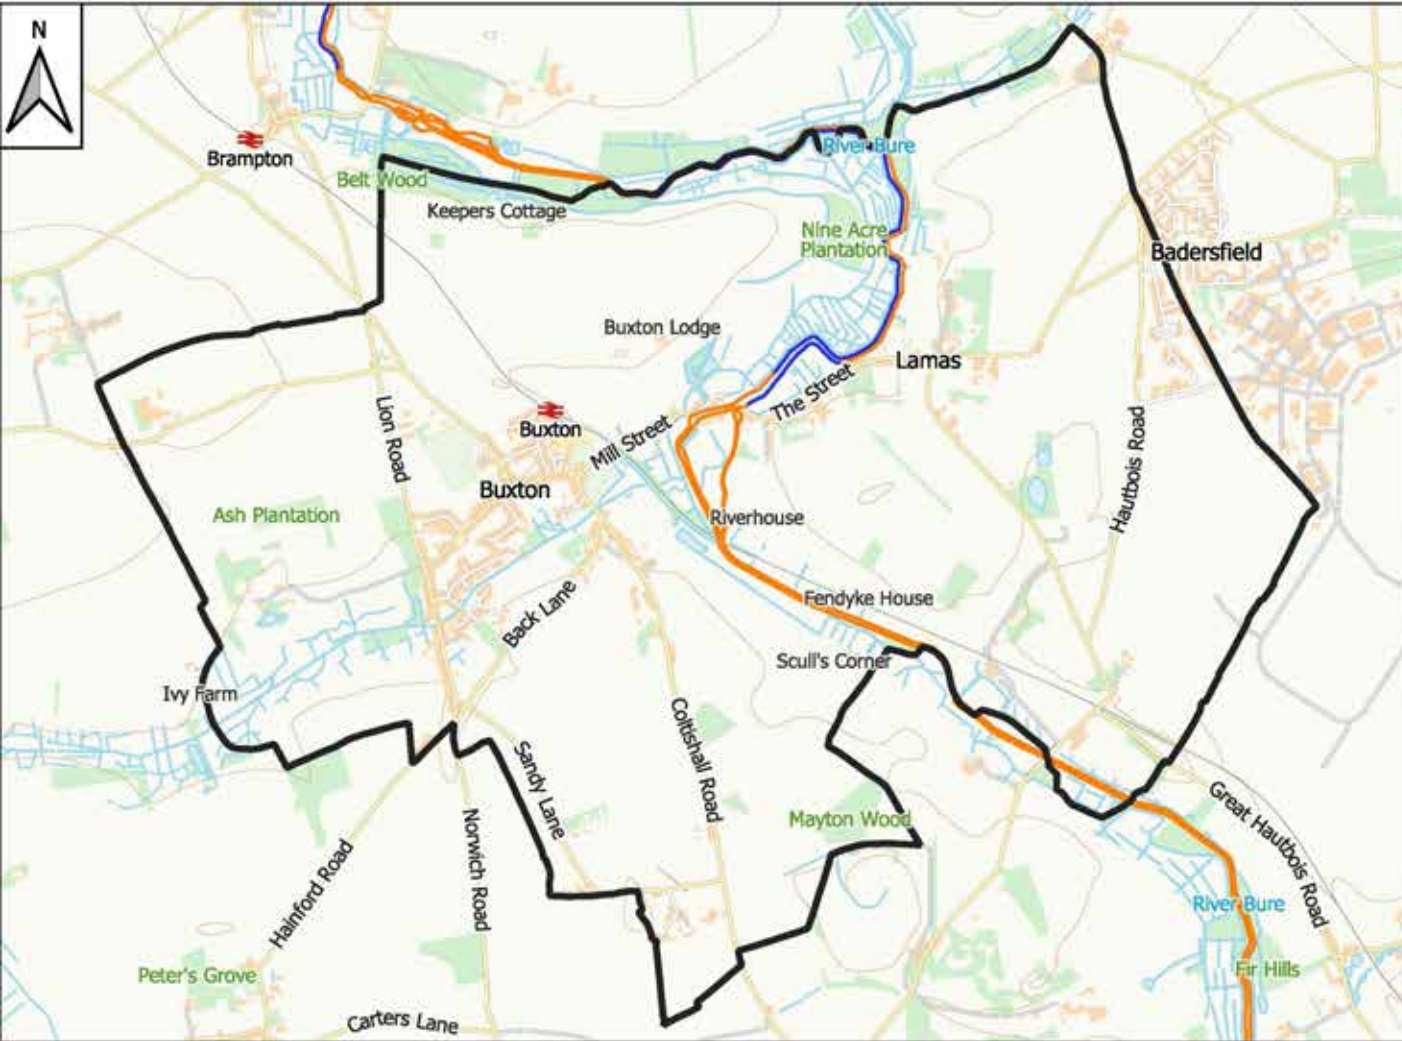 N
Brampton
River Bure
Belt Wood
Keepers Cottage
Nine Acre
Plantation
Badersfield
Buxton Lodge
Lamas
The Street
Lion Road
Buxton
Mill Street
Hautbois Road
Buxton
Ash Plantation
Riverhouse
Back Lane
Fendyke House
Scull's Corner
Ivy Farm
Coltishall Road
Sandy Lane
Great Hautbois Road
Mayton Wood
Norwich Road
Hainford Road
River Bure
Peter's Grove
Fir Hills
Carters Lane